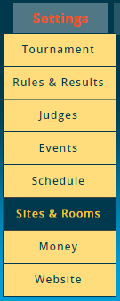 Settings
Tournament
Rules & Results
Judges
Events
Schedule
Sites & Rooms
Money
Website